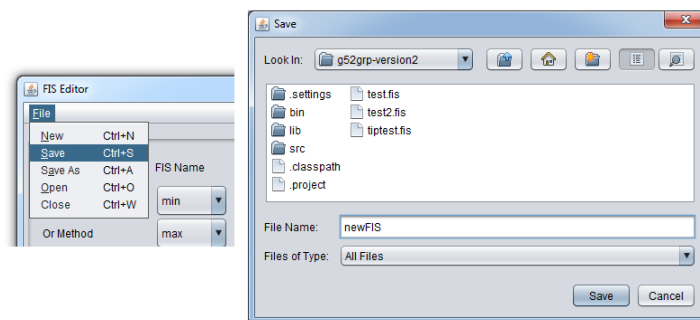 FIS Editor
File
New Ctrl+N
Save Ctrl+S
Save As Ctrl+A
Open Ctrl+O
Close Ctrl+W
FIS Name
min
Or Method max
Save
Look In: g52grp-version2
.settings test.fis
bin test2.fis
lib tiptest.fis
src
.classpath
.project
File Name: newFIS
Files of Type: All Files
Save Cancel